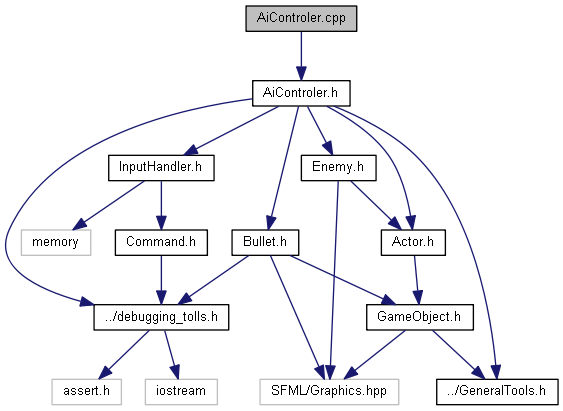 AiControler.cpp
AiControler.h
InputHandler.h
Enemy.h
memory
Command.h
Bullet.h
Actor.h
../debugging_tolls.h
GameObject.h
assert.h
iostream
SFML/Graphics.hpp
../GeneralTools.h